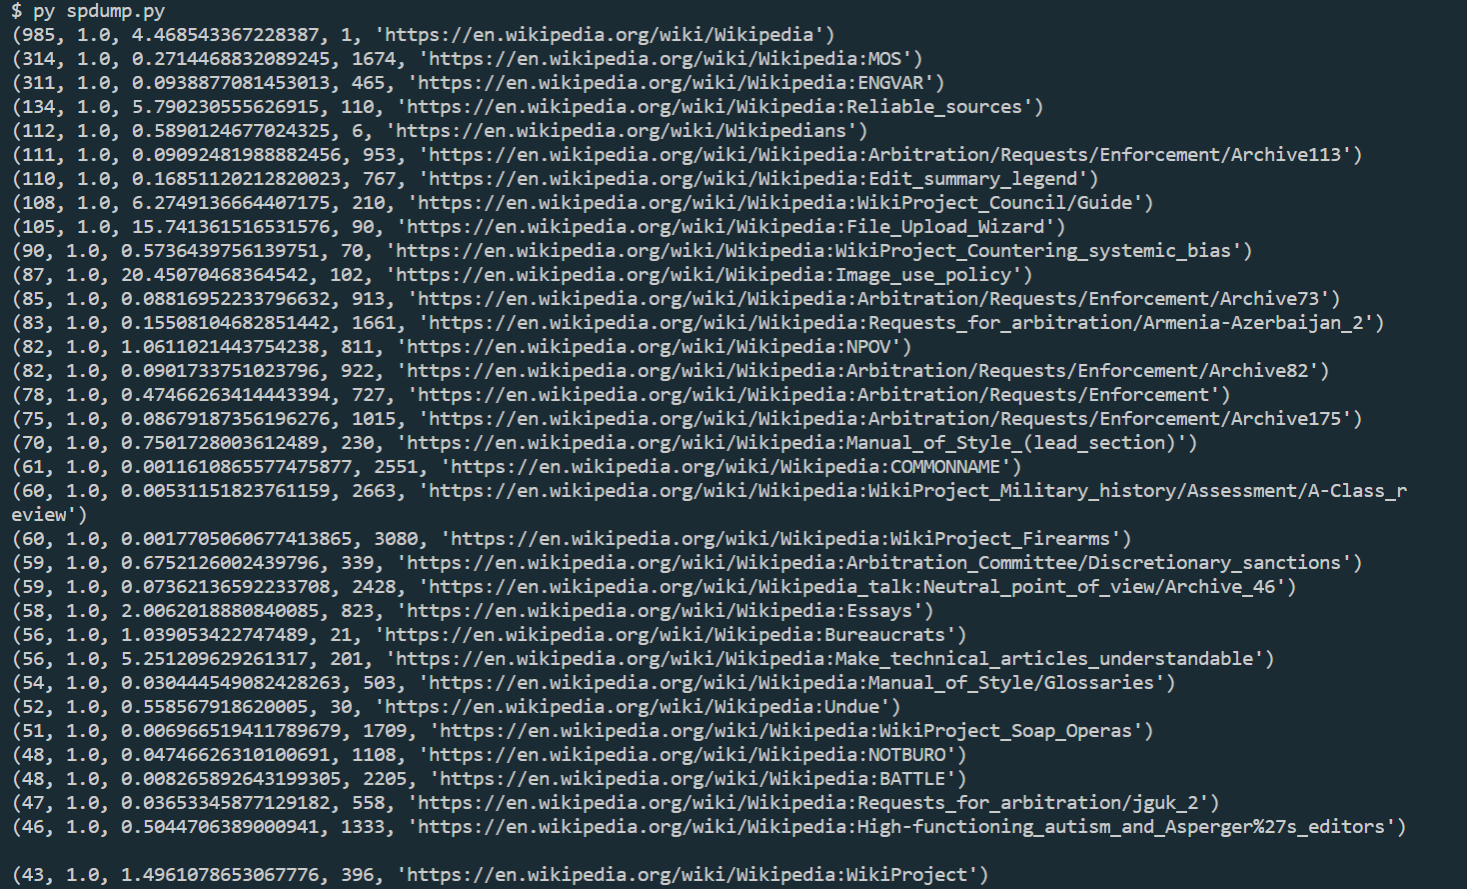 $ py spdump.py
(985, 1.0, 4.468543367228387, 1, 'https://en.wikipedia.org/wiki/Wikipedia')
(314, 1.0, 0.2714468832089245, 1674, 'https://en.wikipedia.org/wiki/Wikipedia:MOS')
(311, 1.0, 0.0938877081453013, 465, 'https://en.wikipedia.org/wiki/Wikipedia:ENGVAR')
(134, 1.0, 5.790230555626915, 110, 'https://en.wikipedia.org/wiki/Wikipedia:Reliable_sources')
(112, 1.0, 0.5890124677024325, 6, 'https://en.wikipedia.org/wiki/Wikipedians')
(111, 1.0, 0.09092481988882456, 953, 'https://en.wikipedia.org/wiki/Wikipedia:Arbitration/Requests/Enforcement/Archive113')
(110, 1.0, 0.16851120212820023, 767, 'https://en.wikipedia.org/wiki/Wikipedia:Edit_summary_legend')
(108, 1.0, 6.2749136664407175, 210, 'https://en.wikipedia.org/wiki/Wikipedia:WikiProject_Council/Guide')
(105, 1.0, 15.741361516531576, 90, 'https://en.wikipedia.org/wiki/Wikipedia:File_Upload_Wizard')
(90, 1.0, 0.5736439756139751, 70, 'https://en.wikipedia.org/wiki/Wikipedia:WikiProject_Countering_systemic_bias')
(87, 1.0, 20.45070468364542, 102, 'https://en.wikipedia.org/wiki/Wikipedia:Image_use_policy')
(85, 1.0, 0.08816952233796632, 913, 'https://en.wikipedia.org/wiki/Wikipedia:Arbitration/Requests/Enforcement/Archive73')
(83, 1.0, 0.15508104682851442, 1661, 'https://en.wikipedia.org/wiki/Wikipedia:Requests_for_arbitration/Armenia-Azerbaijan_2')
(82, 1.0, 1.0611021443754238, 811, 'https://en.wikipedia.org/wiki/Wikipedia:NPOV')
(82, 1.0, 0.0901733751023796, 922, 'https://en.wikipedia.org/wiki/Wikipedia:Arbitration/Requests/Enforcement/Archive82')
(78, 1.0, 0.47466263414443394, 727, 'https://en.wikipedia.org/wiki/Wikipedia:Arbitration/Requests/Enforcement')
(75, 1.0, 0.08679187356196276, 1015, 'https://en.wikipedia.org/wiki/Wikipedia:Arbitration/Requests/Enforcement/Archive175')
(70, 1.0, 0.7501728003612489, 230, 'https://en.wikipedia.org/wiki/Wikipedia:Manual_of_Style_(lead_section)')
(61, 1.0, 0.0011610865577475877, 2551, 'https://en.wikipedia.org/wiki/Wikipedia:COMMONNAME')
(60, 1.0, 0.00531151823761159, 2663, 'https://en.wikipedia.org/wiki/Wikipedia:WikiProject_Military_history/Assessment/A-Class_r
eview')
(60, 1.0, 0.0017705060677413865, 3080, 'https://en.wikipedia.org/wiki/Wikipedia:WikiProject_Firearms')
(59, 1.0, 0.6752126002439796, 339, 'https://en.wikipedia.org/wiki/Wikipedia:Arbitration_Committee/Discretionary_sanctions')
(59, 1.0, 0.07362136592233708, 2428, 'https://en.wikipedia.org/wiki/Wikipedia_talk:Neutral_point_of_view/Archive_46')
(58, 1.0, 2.0062018880840085, 823, 'https://en.wikipedia.org/wiki/Wikipedia:Essays')
(56, 1.0, 1.039053422747489, 21, 'https://en.wikipedia.org/wiki/Wikipedia:Bureaucrats')
(56, 1.0, 5.251209629261317, 201, 'https://en.wikipedia.org/wiki/Wikipedia:Make_technical_articles_understandable')
(54, 1.0, 0.030444549082428263, 503, 'https://en.wikipedia.org/wiki/Wikipedia:Manual_of_Style/Glossaries')
(52, 1.0, 0.558567918620005, 30, 'https://en.wikipedia.org/wiki/Wikipedia:Undue')
(51, 1.0, 0.006966519411789679, 1709, 'https://en.wikipedia.org/wiki/Wikipedia:WikiProject_Soap_Operas')
(48, 1.0, 0.04746626310100691, 1108, 'https://en.wikipedia.org/wiki/Wikipedia:NOTBURO')
(48, 1.0, 0.008265892643199305, 2205, 'https://en.wikipedia.org/wiki/Wikipedia:BATTLE')
(47, 1.0, 0.03653345877129182, 558, 'https://en.wikipedia.org/wiki/Wikipedia:Requests_for_arbitration/jguk_2')
(46, 1.0, 0.5044706389000941, 1333, 'https://en.wikipedia.org/wiki/Wikipedia:High-functioning_autism_and_Asperger%27s_editors')
(43, 1.0, 1.4961078653067776, 396, 'https://en.wikipedia.org/wiki/Wikipedia:WikiProject')